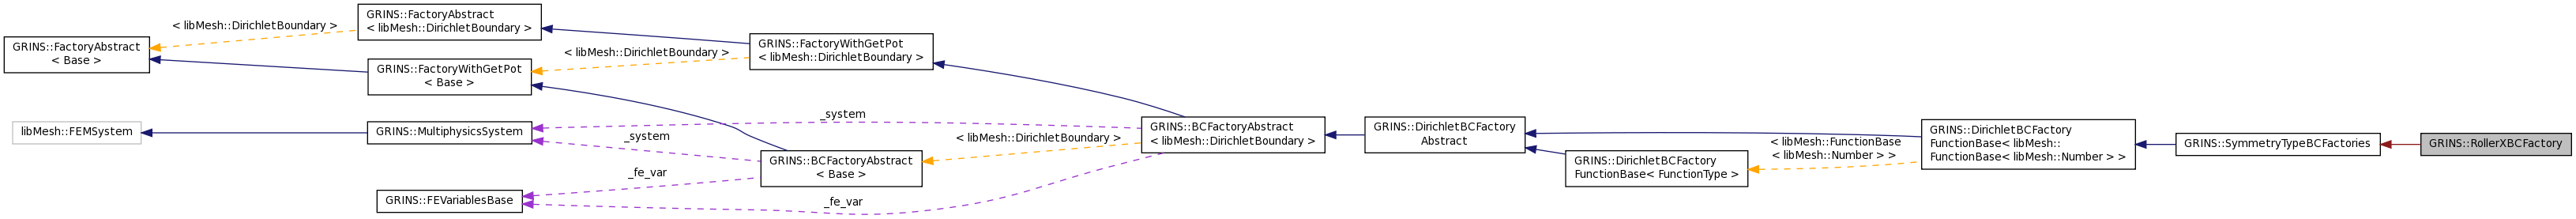 GRINS::FactoryAbstract
< Base >
< libMesh::DirichletBoundary >
GRINS::FactoryAbstract
< libMesh::DirichletBoundary >
GRINS::FactoryWithGetPot
< Base >
< libMesh::DirichletBoundary >
GRINS::FactoryWithGetPot
< libMesh::DirichletBoundary >
libMesh::FEMSystem
GRINS::MultiphysicsSystem
_system
_system
GRINS::BCFactoryAbstract
< Base >
_fe_var
GRINS::FEVariablesBase
_fe_var
< libMesh::DirichletBoundary >
GRINS::BCFactoryAbstract
< libMesh::DirichletBoundary >
GRINS::DirichletBCFactory
Abstract
GRINS::DirichletBCFactory
FunctionBase< FunctionType >
< libMesh::FunctionBase
< libMesh::Number > >
GRINS::DirichletBCFactory
FunctionBase< libMesh::
FunctionBase< libMesh::Number > >
GRINS::SymmetryTypeBCFactories
GRINS::RollerXBCFactory